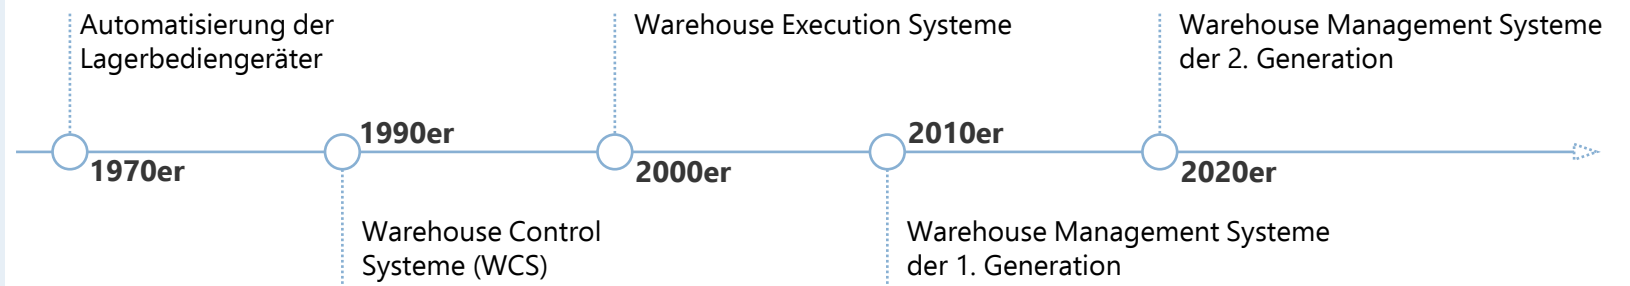 Automatisierung der
Lagerbediengeräter
1970er
1990er
Warehouse Control
Systeme (WCS)
Warehouse Execution Systeme
2000er
2010er
Warehouse Management Systeme
der 1. Generation
Warehouse Management Systeme
der 2. Generation
2020er